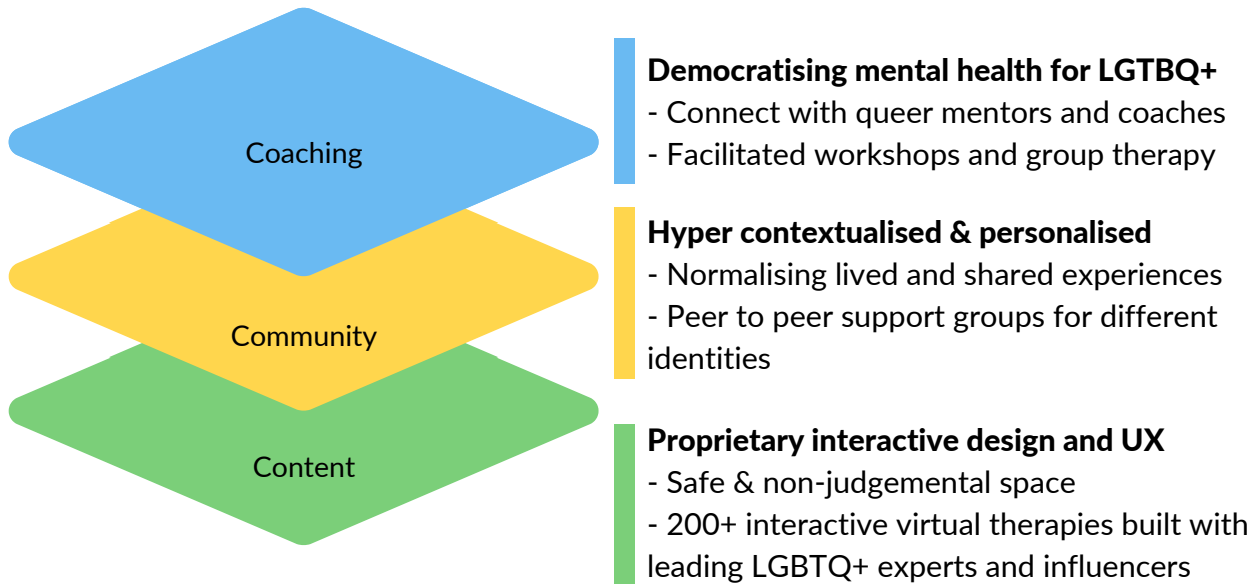 Coaching
Democratising mental health for LGTBQ+
- Connect with queer mentors and coaches
- Facilitated workshops and group therapy
Community
Hyper contextualised & personalised
- Normalising lived and shared experiences
- Peer to peer support groups for different
identities
Content
Proprietary interactive design and UX
- Safe & non-judgemental space
- 200+ interactive virtual therapies built with
leading LGBTQ+ experts and influencers